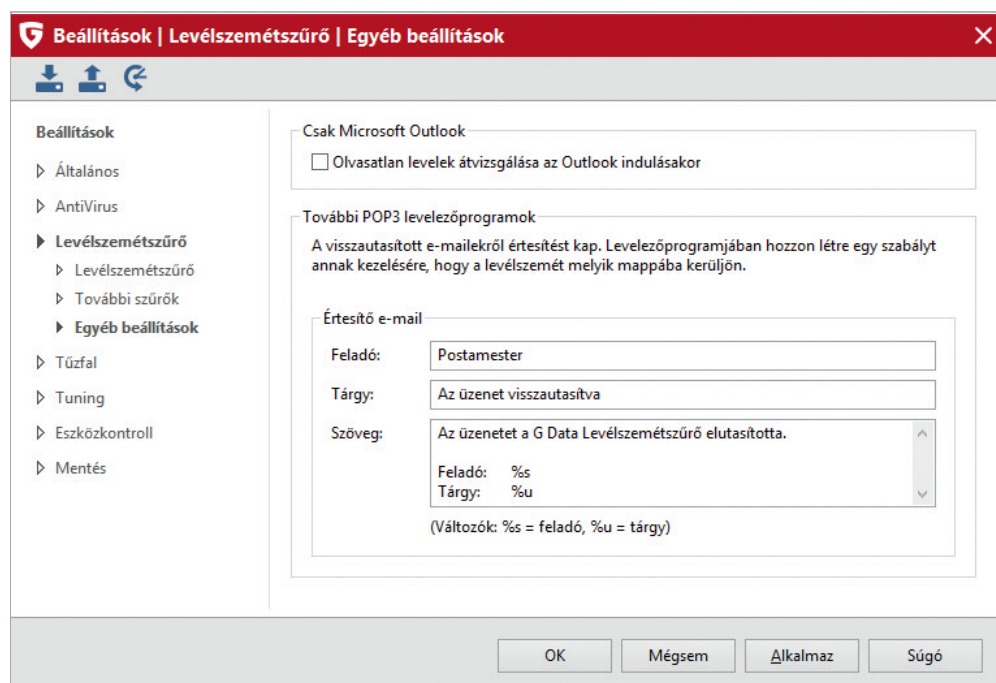 Beállítások | Levélszemétszűrő | Egyéb beállítások
Beállítások
Általános
AntiVirus
Levélszemétszűrő
Levélszemétszűrő
További szűrők
Egyéb beállítások
Tűzfal
Tuning
Eszközkontroll
Mentés
Csak Microsoft Outlook
Olvasatlan levelek átvizsgálása az Outlook indulásakor
További POP3 levelezőprogramok
A visszautasított e-mailekről értesítést kap. Levelezőprogramjában hozzon létre egy szabályt
annak kezelésére, hogy a levélszemét melyik mappába kerüljön.
Értesítő e-mail
Feladó: Postamester
Tárgy: Az üzenet visszautasítva
Szöveg: Az üzenetet a G Data Levélszemétszűrő elutasította.
Feladó: %s
Tárgy: %u
(Változók: %s = feladó, %u = tárgy)
OK Mégsem Alkalmaz Súgó